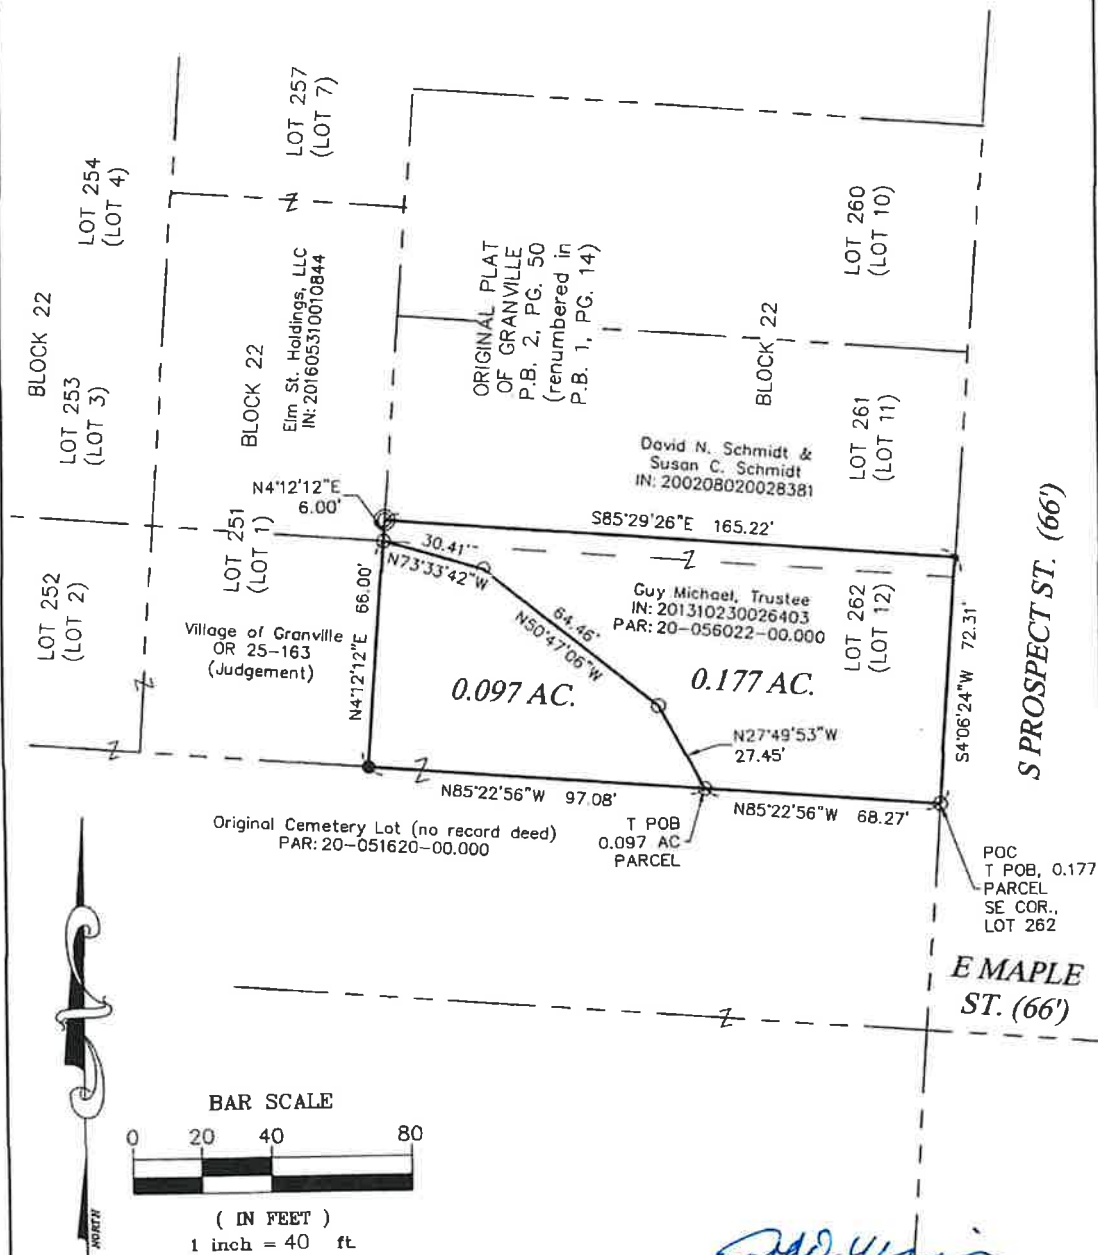 LOT 257
(LOT 7)
LOT 254
(LOT 4)
LOT 260
(LOT 10)
BLOCK 22
LOT 253
(LOT 3)
BLOCK 22
Elm St. Holdings, LLC
IN: 201605310010844
ORIGINAL PLAT
OF GRANVILLE
P.B. 2, PG. 50
(renumbered in
P.B. 1, PG. 14)
BLOCK 22
LOT 261
(LOT 11)
David N. Schmidt &
Susan C. Schmidt
IN: 200208020028381
N4°12'12"E
6.00'
S85°29'26"E 165.22'
LOT 251
(LOT 1)
LOT 252
(LOT 2)
30.41'
N73°33'42"W
N4°12'12"E 66.00'
Village of Granville
OR 25-163
(Judgement)
64.46'
N50°47'06"W
Guy Michael, Trustee
IN: 201310230026403
PAR: 20-056022-00.000
LOT 262
(LOT 12)
0.097 AC.
0.177 AC.
S4°06'24"W 72.31'
S PROSPECT ST. (66')
N27°49'53"W
27.45'
N85°22'56"W 97.08'
N85°22'56"W 68.27'
Original Cemetery Lot (no record deed)
PAR: 20-051620-00.000
T POB
0.097 AC
PARCEL
POC
T POB, 0.177
PARCEL
SE COR.,
LOT 262
E MAPLE
ST. (66')
NORTH
BAR SCALE
0 20 40 80
( IN FEET )
1 inch = 40 ft.